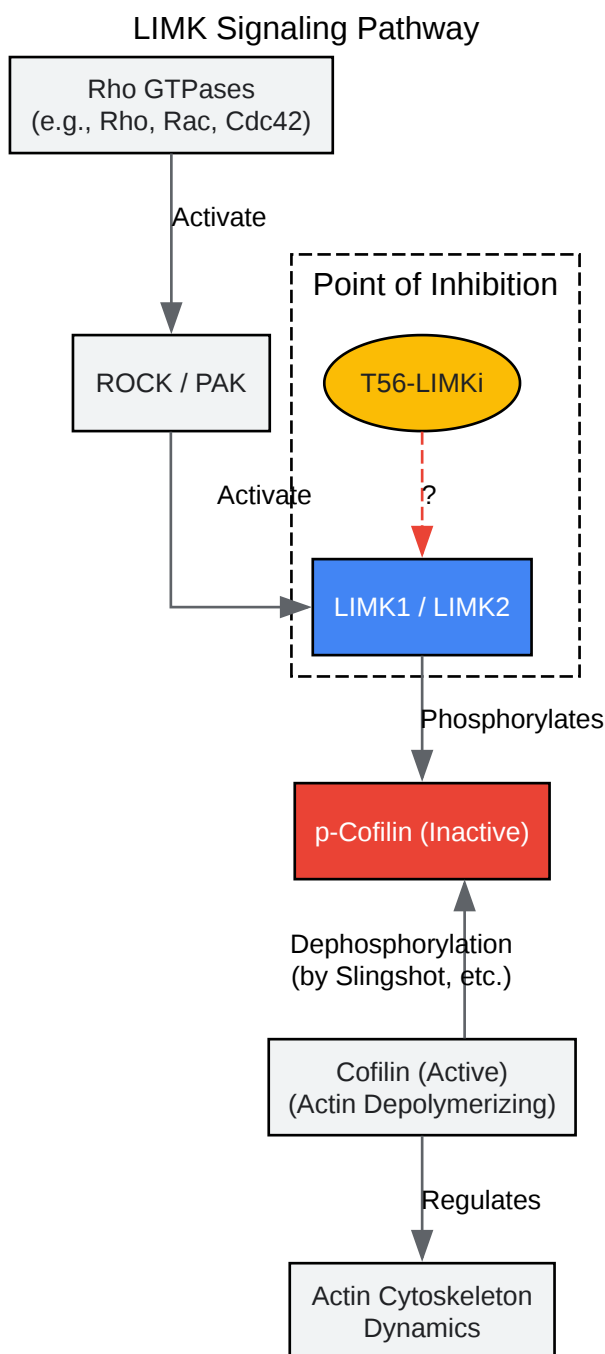 LIMK Signaling Pathway
Rho GTPases
(e.g., Rho, Rac, Cdc42)
Activate
Point of Inhibition
ROCK / PAK
T56-LIMKi
Activate
?
LIMK1 / LIMK2
Phosphorylates
p-Cofilin (Inactive)
Dephosphorylation
(by Slingshot, etc.)
Cofilin (Active)
(Actin Depolymerizing)
Regulates
Actin Cytoskeleton
Dynamics